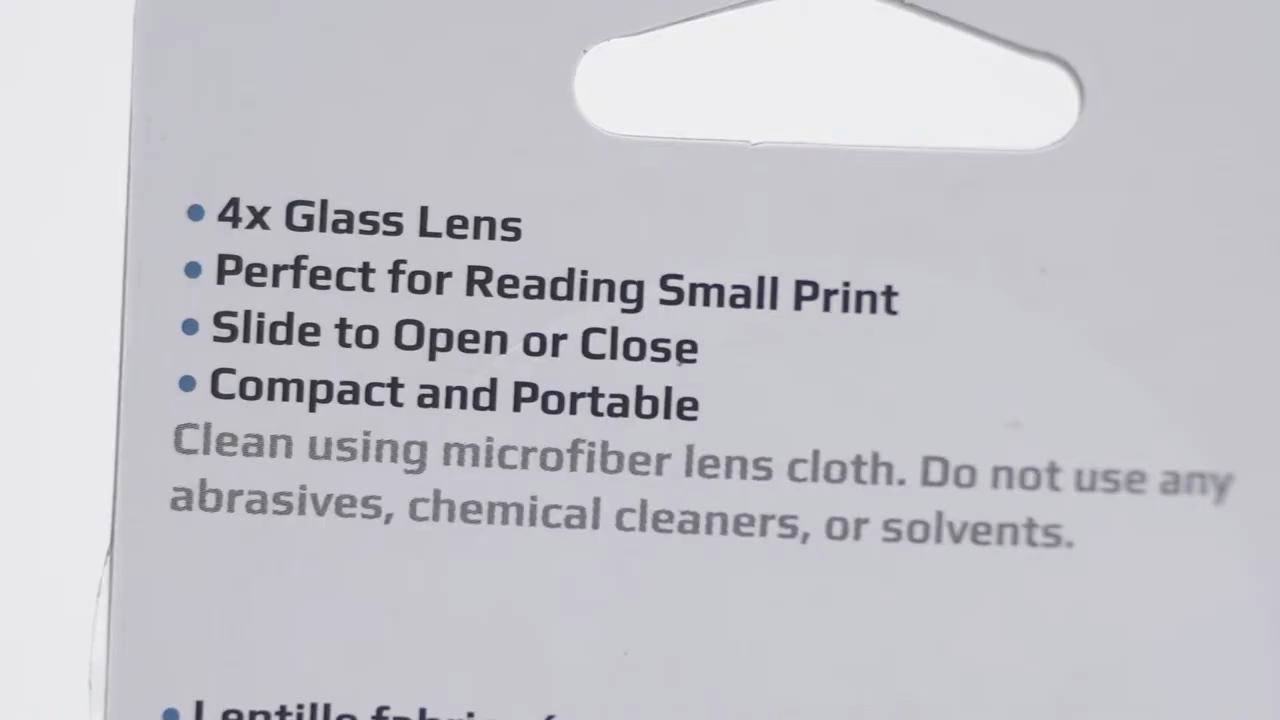 • 4x Glass Lens
• Perfect for Reading Small Print
• Slide to Open or Close
• Compact and Portable
Clean using microfiber lens cloth. Do not use any
abrasives, chemical cleaners, or solvents.
• Lentille